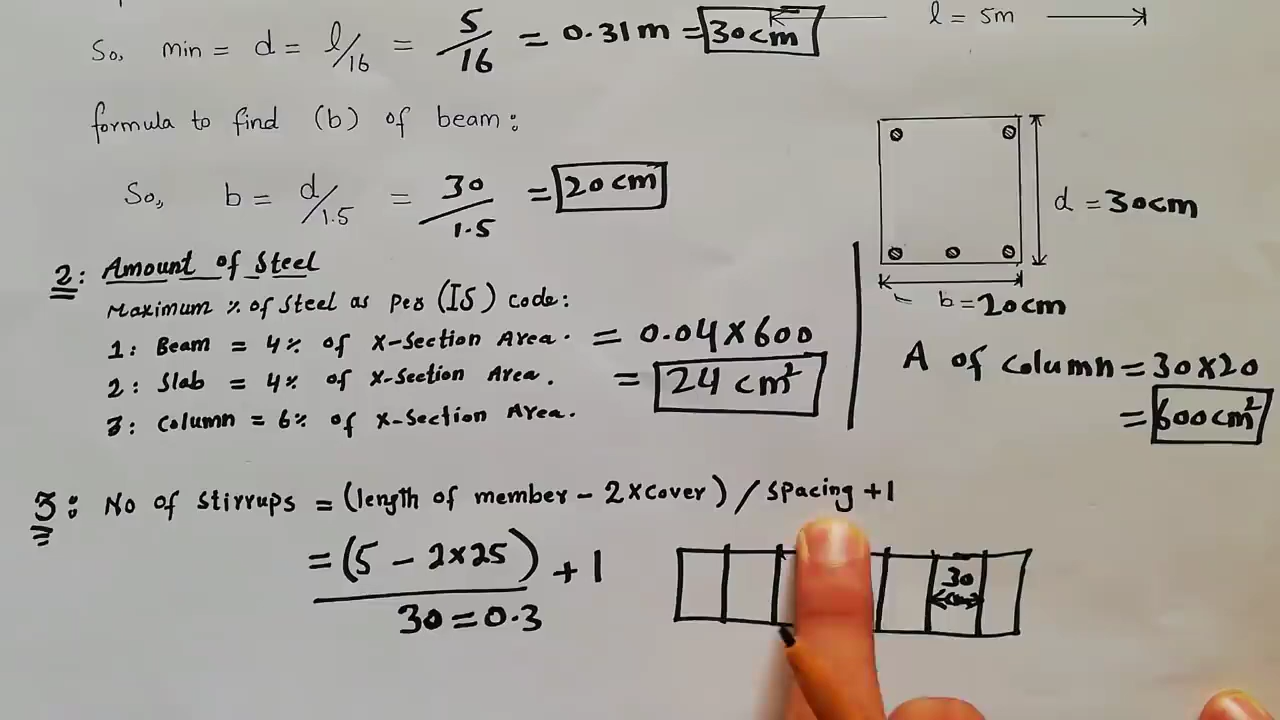 l = 5m
So, min = d = l/16 = 5/16 = 0.31m = 30cm
formula to find (b) of beam:
So, b = d/1.5 = 30/1.5 = 20cm
d = 30cm
b = 20cm
2: Amount of Steel
Maximum % of Steel as per (IS) Code:
1: Beam = 4% of X-Section Area. = 0.04 x 600
2: Slab = 4% of X-Section Area. = 24 cm²
3: Column = 6% of X-Section Area.
A of Column = 30x20
= 600cm²
3: No of stirrups = (length of member - 2xcover) / spacing +1
= (5 - 2x25) + 1
30 = 0.3
30
cm